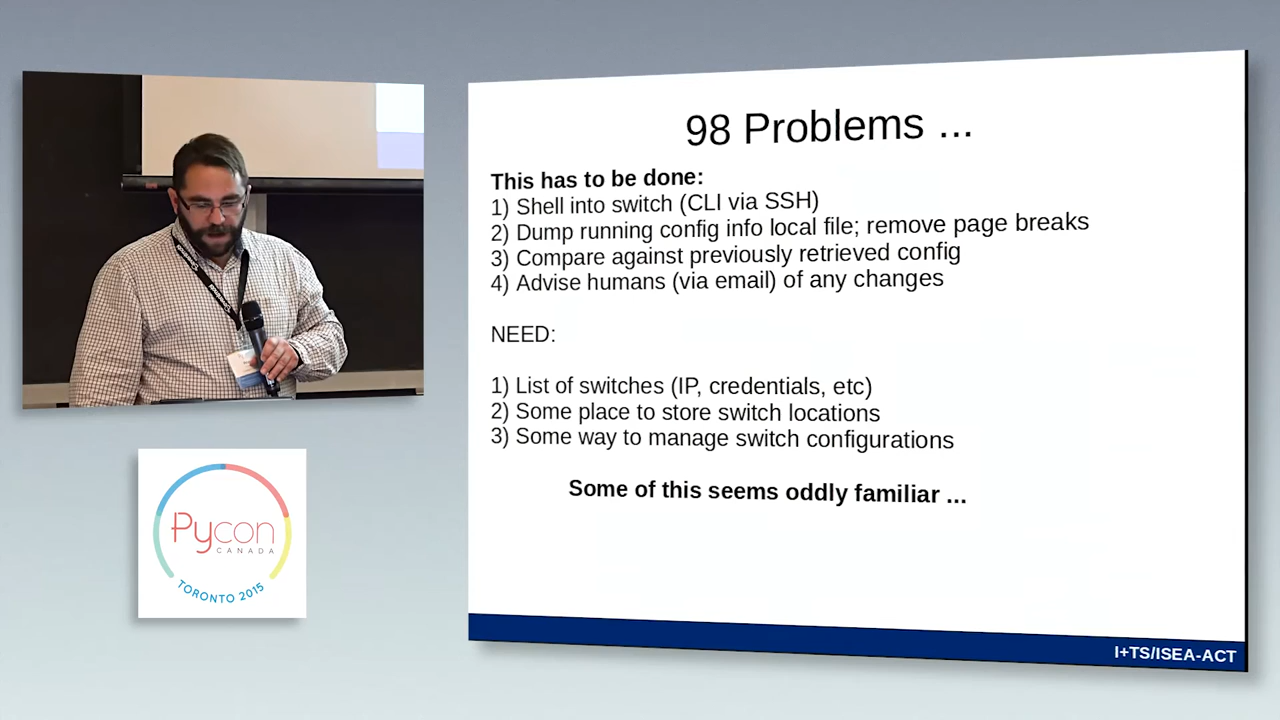 98 Problems ...
This has to be done:
1) Shell into switch (CLI via SSH)
2) Dump running config info local file; remove page breaks
3) Compare against previously retrieved config
4) Advise humans (via email) of any changes
NEED:
1) List of switches (IP, credentials, etc)
2) Some place to store switch locations
3) Some way to manage switch configurations
Some of this seems oddly familiar ...
I+TS/ISEA-ACT
Pycon
CANADA
TORONTO 2015